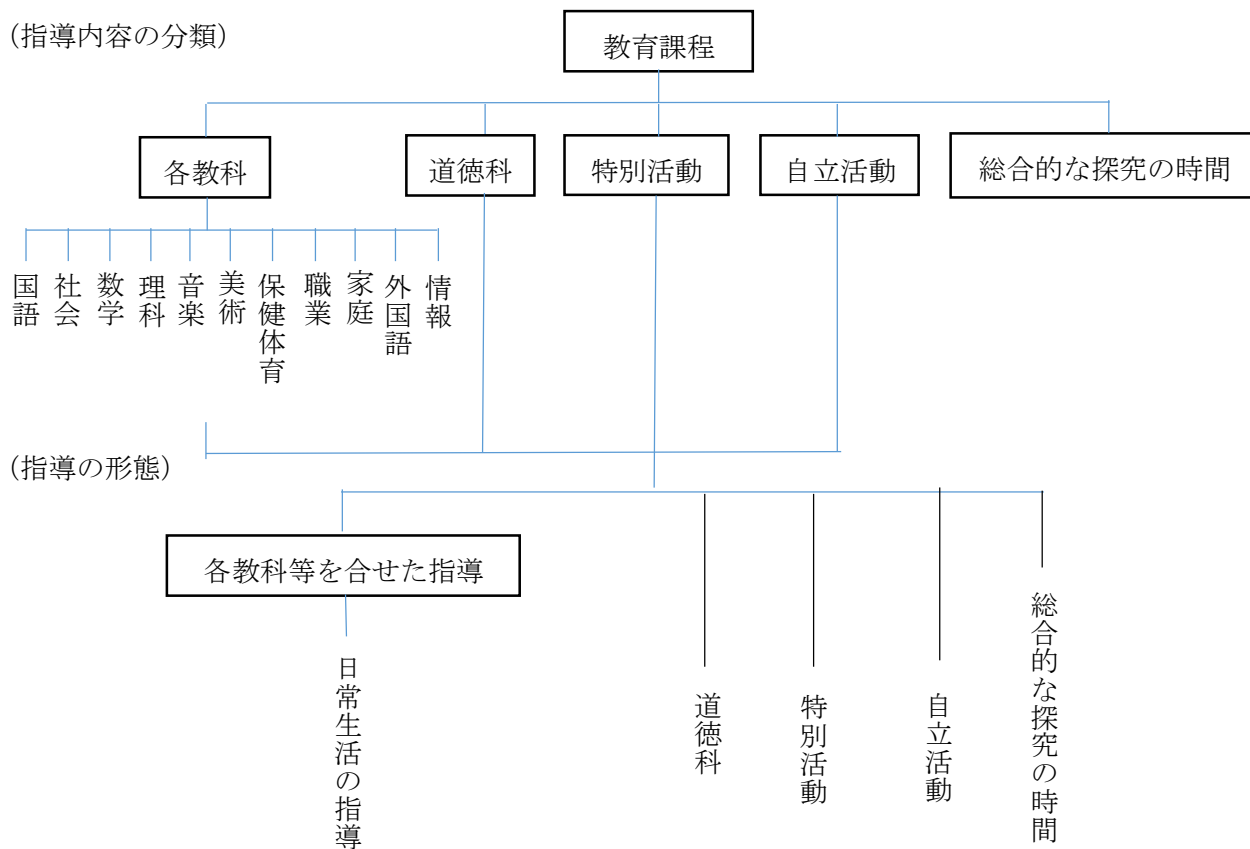 (指導内容の分類)
教育課程
各教科
道徳科
特別活動
自立活動
総合的な探究の時間
国語
社会
数学
理科
音楽
美術
保健体育
職業
家庭
外国語
情報
(指導の形態)
各教科等を合せた指導
日常生活の指導
道徳科
特別活動
自立活動
総合的な探究の時間